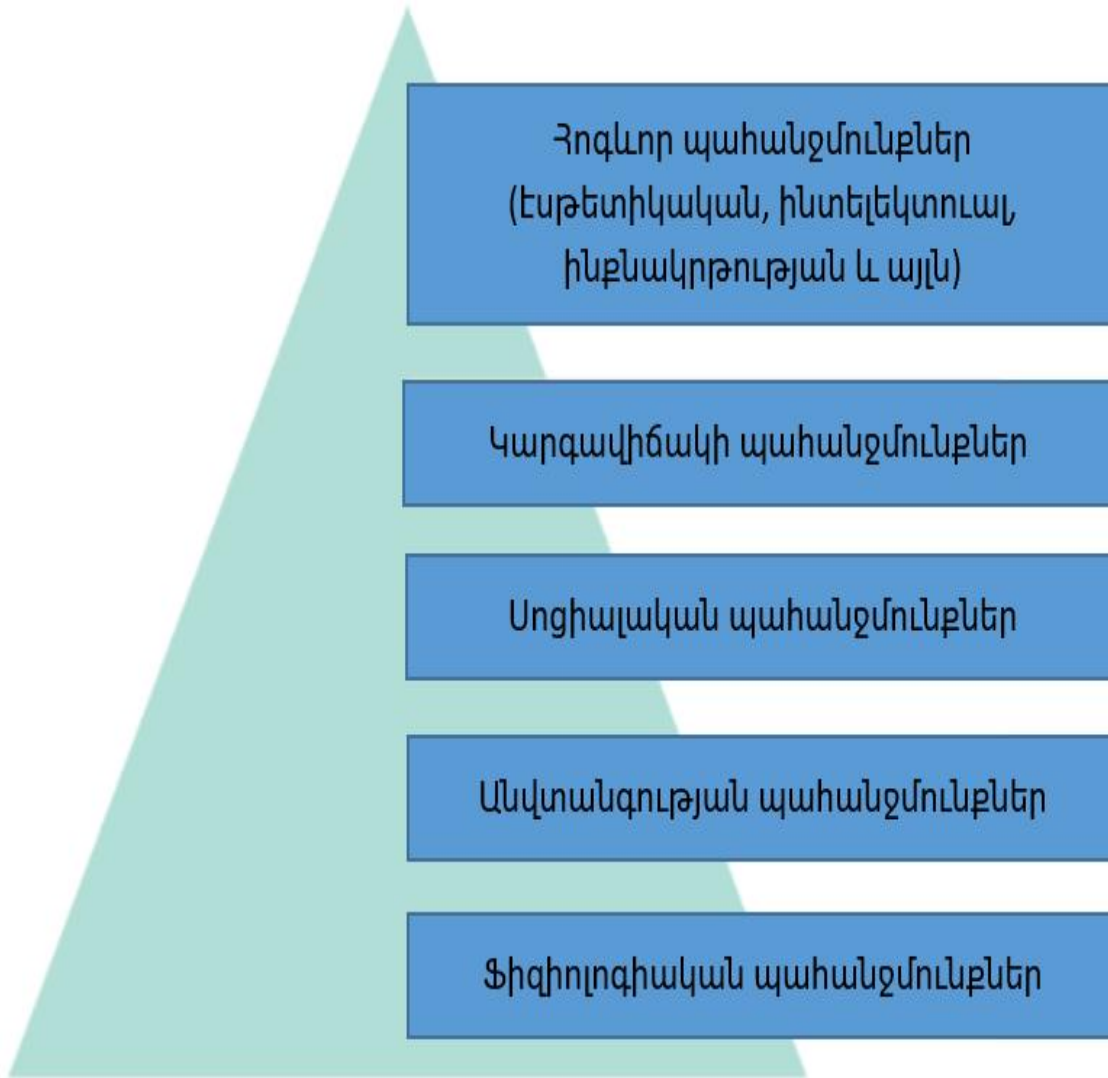 Հոգևոր պահանջմունքներ
(էսթետիկական, ինտելեկտուալ,
ինքնակրթության և այլն)
Կարգավիճակի պահանջմունքներ
Սոցիալական պահանջմունքներ
Անվտանգության պահանջմունքներ
Ֆիզիոլոգիական պահանջմունքներ